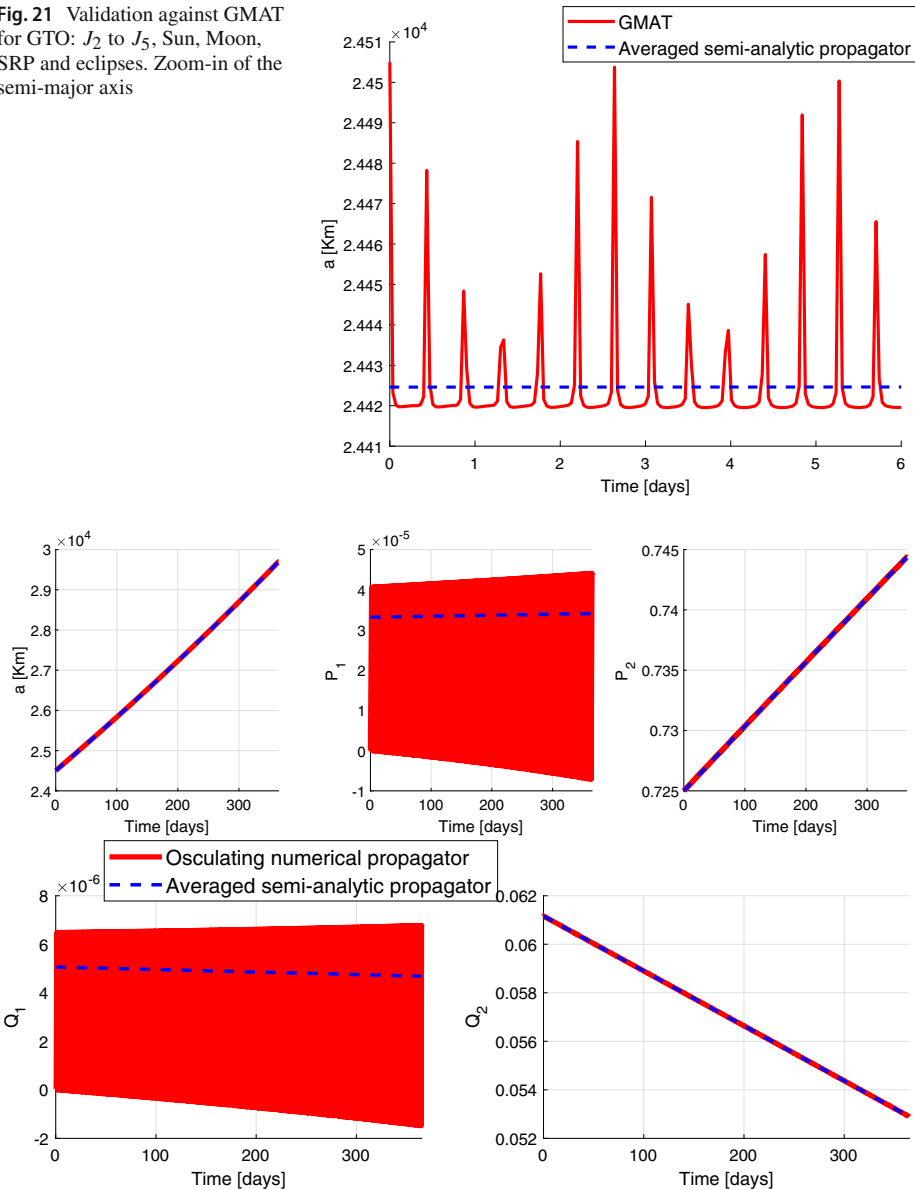 Fig. 21 Validation against GMAT
for GTO: J2 to J5, Sun, Moon,
SRP and eclipses. Zoom-in of the
semi-major axis
×10^4
GMAT
Averaged semi-analytic propagator
2.451
2.45
2.449
2.448
2.447
2.446
2.445
2.444
2.443
2.442
2.441
a [Km]
0 1 2 3 4 5 6
Time [days]
×10^4
3
2.9
2.8
2.7
2.6
2.5
2.4
a [Km]
0 100 200 300
Time [days]
×10^-5
5
4
3
2
1
0
-1
P1
0 100 200 300
Time [days]
0.745
0.74
0.735
0.73
0.725
P2
0 100 200 300
Time [days]
Osculating numerical propagator
Averaged semi-analytic propagator
×10^-6
8
6
4
2
0
-2
Q1
0 100 200 300
Time [days]
0.062
0.06
0.058
0.056
0.054
0.052
Q2
0 100 200 300
Time [days]